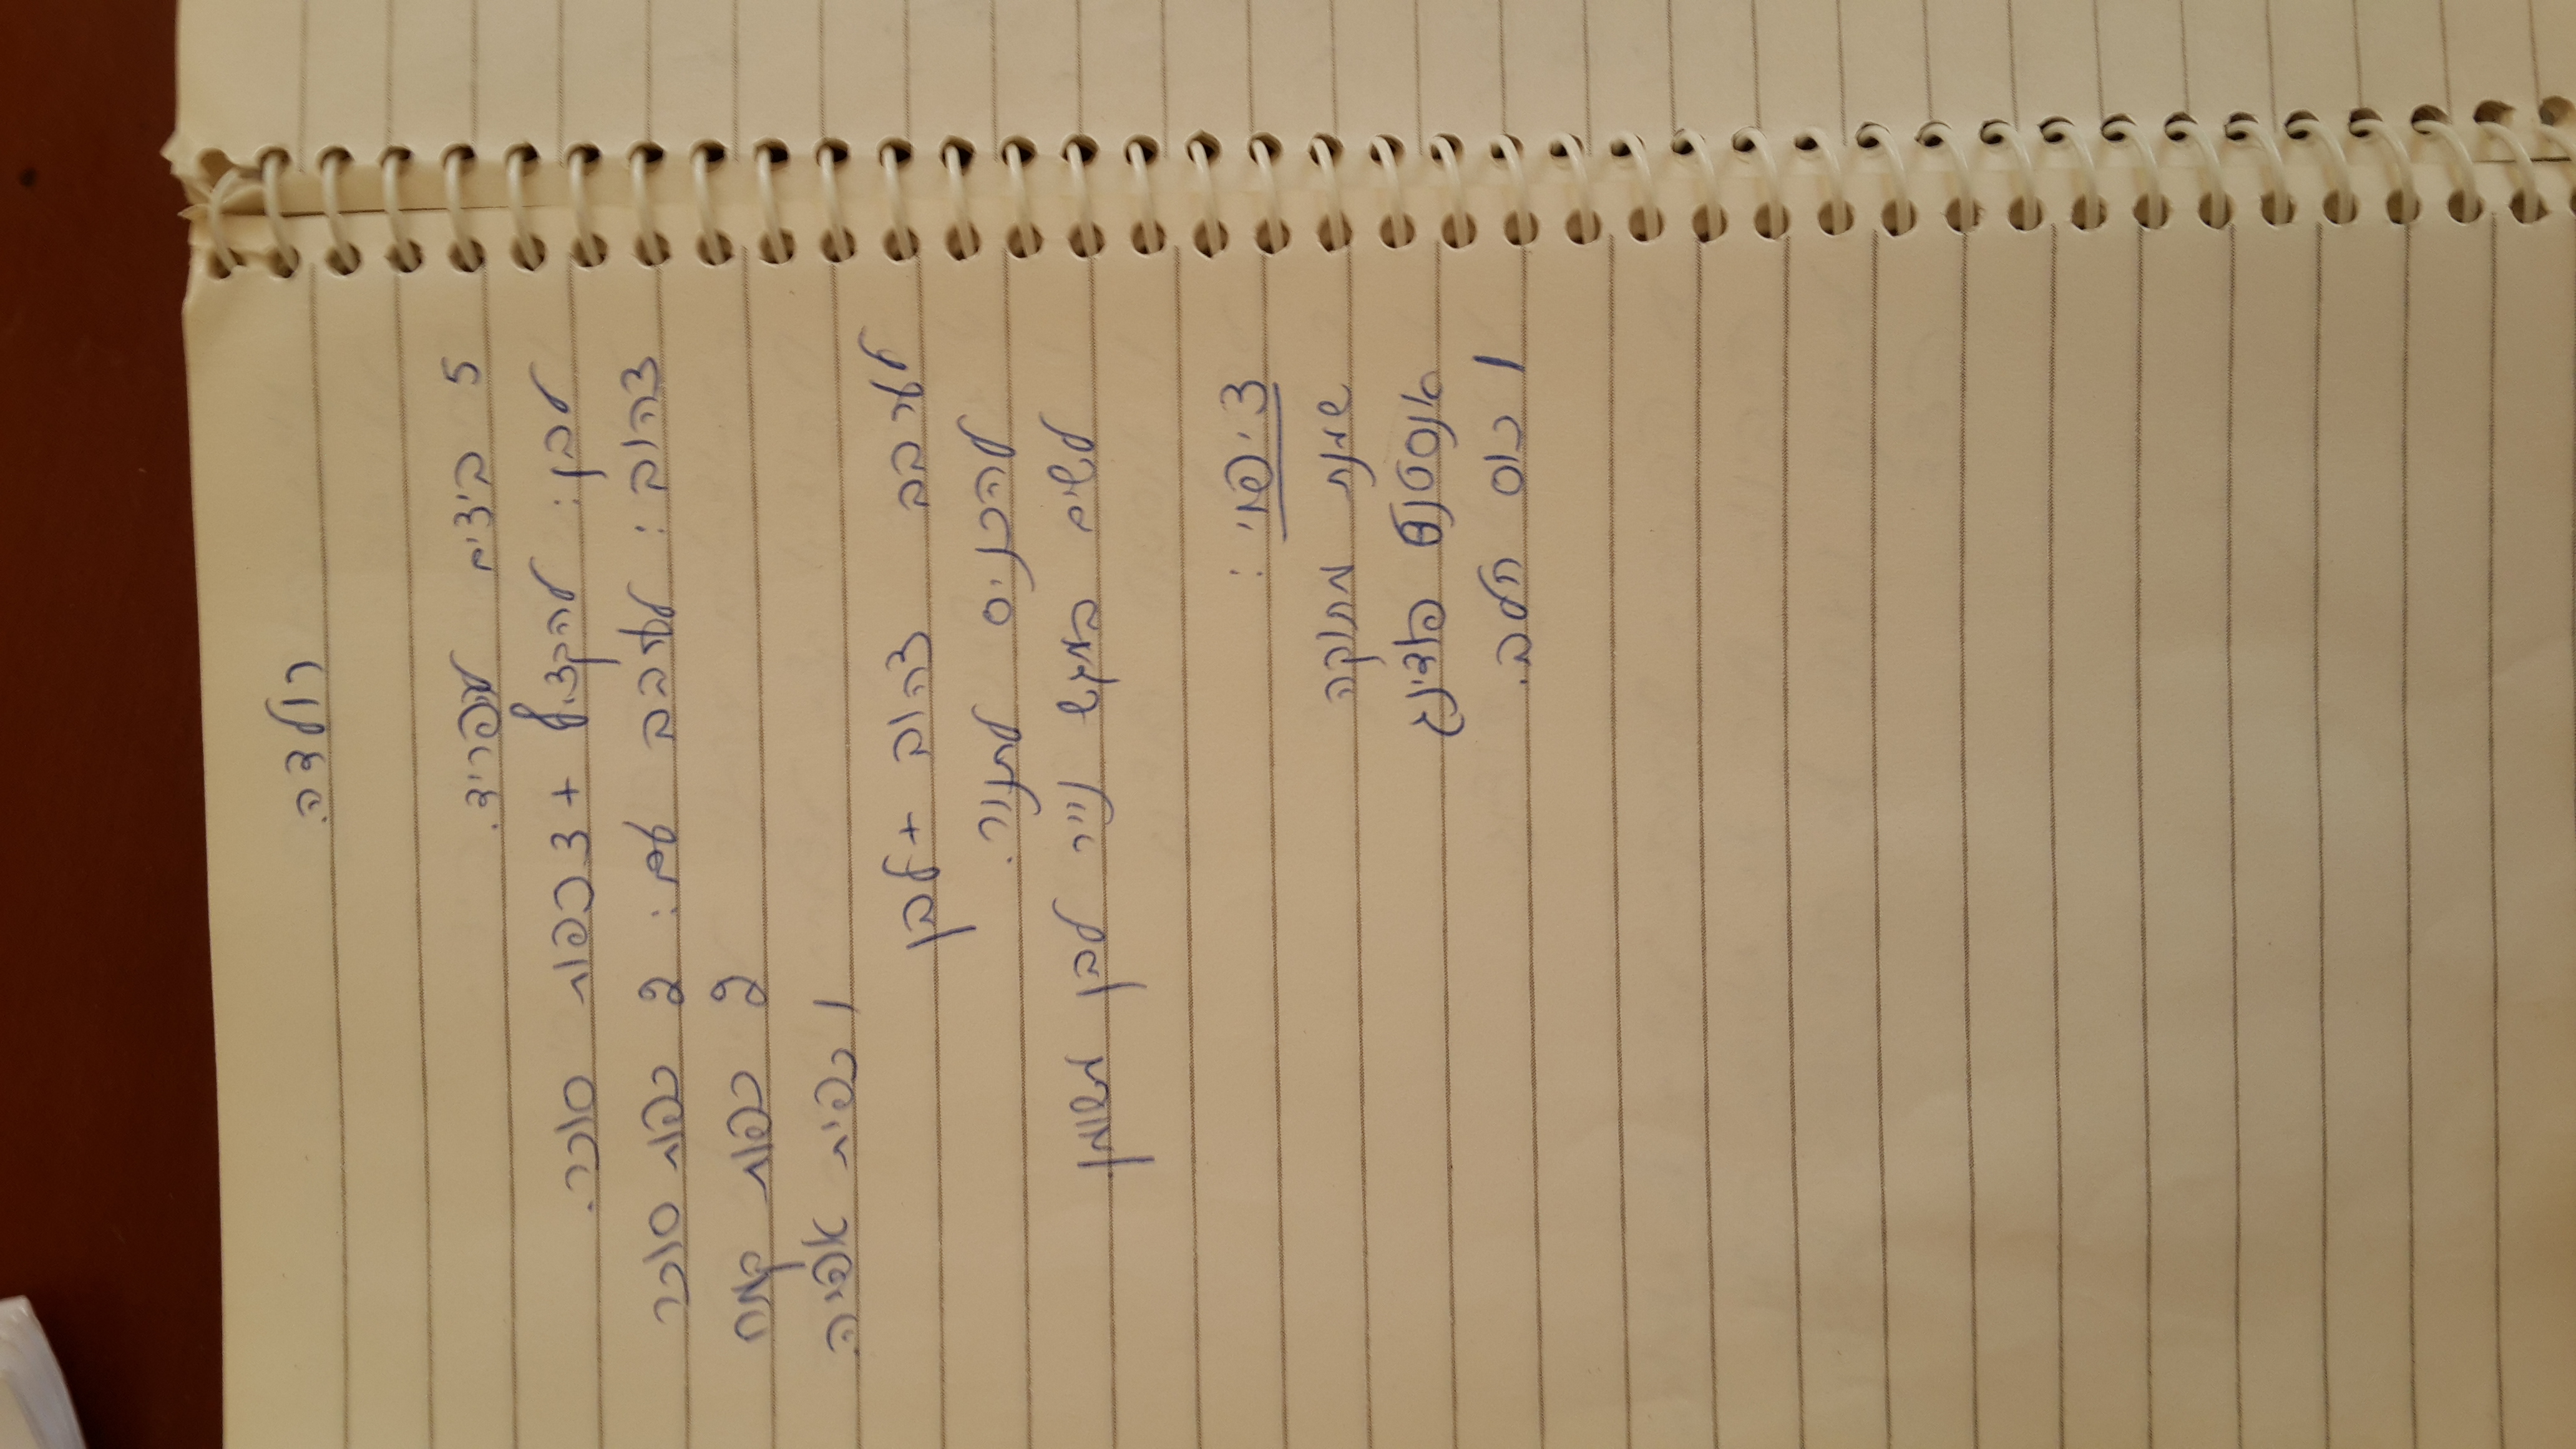 רולדה.
5 ביצים להפריד.
לבן: להקציף + 3 כפות סוכר.
צהוב: לערבב עם: 2 כפות סוכר
2 כפות קמח
1 כפית אפיה.
לערבב צהוב + לבן
להכניס לתנור.
לשים במגש נייר לבן משומן.
ציפוי:
שמנת מתוקה
אנסטנט פודינג
1 כוס חלב.